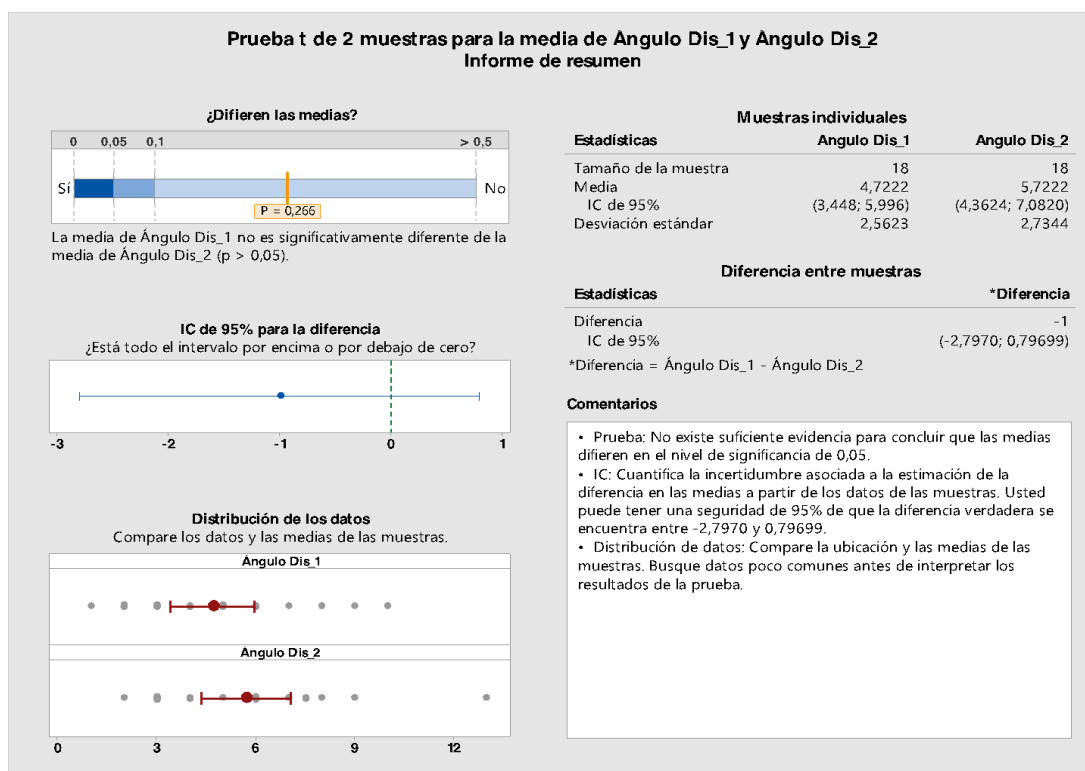 Prueba t de 2 muestras para la media de Ángulo Dis_1 y Ángulo Dis_2
Informe de resumen
¿Difieren las medias?
0 0,05 0,1 > 0,5
Sí No
P = 0,266
La media de Ángulo Dis_1 no es significativamente diferente de la
media de Ángulo Dis_2 (p > 0,05).
IC de 95% para la diferencia
¿Está todo el intervalo por encima o por debajo de cero?
-3 -2 -1 0 1
Distribución de los datos
Compare los datos y las medias de las muestras.
Ángulo Dis_1
Ángulo Dis_2
0 3 6 9 12
Muestras individuales
Estadísticas Ángulo Dis_1 Ángulo Dis_2
Tamaño de la muestra 18 18
Media 4,7222 5,7222
IC de 95% (3,448; 5,996) (4,3624; 7,0820)
Desviación estándar 2,5623 2,7344
Diferencia entre muestras
Estadísticas *Diferencia
Diferencia -1
IC de 95% (-2,7970; 0,79699)
*Diferencia = Ángulo Dis_1 - Ángulo Dis_2
Comentarios
• Prueba: No existe suficiente evidencia para concluir que las medias
difieren en el nivel de significancia de 0,05.
• IC: Cuantifica la incertidumbre asociada a la estimación de la
diferencia en las medias a partir de los datos de las muestras. Usted
puede tener una seguridad de 95% de que la diferencia verdadera se
encuentra entre -2,7970 y 0,79699.
• Distribución de datos: Compare la ubicación y las medias de las
muestras. Busque datos poco comunes antes de interpretar los
resultados de la prueba.